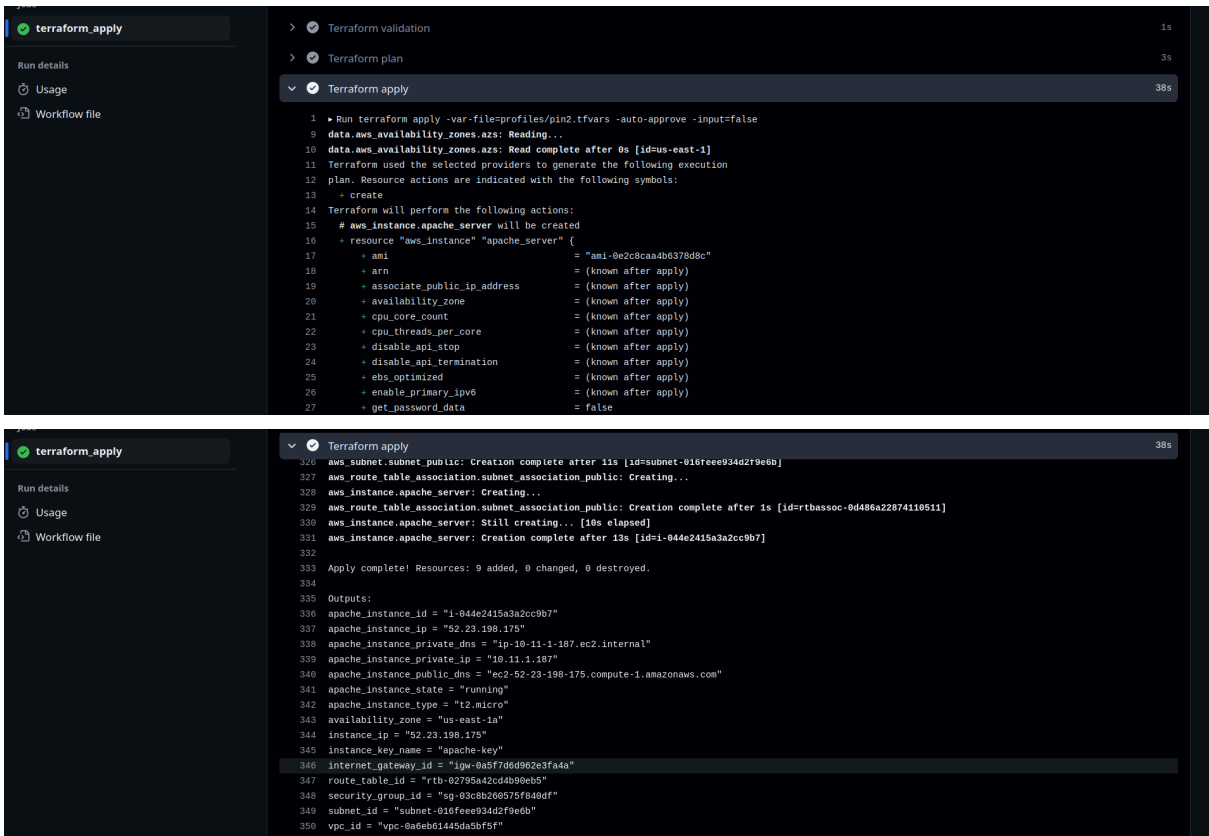 terraform_apply
Run details
Usage
Workflow file
Terraform validation 1s
Terraform plan 3s
Terraform apply 38s
1 ▸ Run terraform apply -var-file=profiles/pin2.tfvars -auto-approve -input=false
9 data.aws_availability_zones.azs: Reading...
10 data.aws_availability_zones.azs: Read complete after 0s [id=us-east-1]
11 Terraform used the selected providers to generate the following execution
12 plan. Resource actions are indicated with the following symbols:
13 + create
14 Terraform will perform the following actions:
15 # aws_instance.apache_server will be created
16 + resource "aws_instance" "apache_server" {
17 + ami = "ami-0e2c8caa4b6378d8c"
18 + arn = (known after apply)
19 + associate_public_ip_address = (known after apply)
20 + availability_zone = (known after apply)
21 + cpu_core_count = (known after apply)
22 + cpu_threads_per_core = (known after apply)
23 + disable_api_stop = (known after apply)
24 + disable_api_termination = (known after apply)
25 + ebs_optimized = (known after apply)
26 + enable_primary_ipv6 = (known after apply)
27 + get_password_data = false
terraform_apply
Run details
Usage
Workflow file
Terraform apply 38s
326 aws_subnet.subnet_public: Creation complete after 11s [id=subnet-016feee934d2f9e6b]
327 aws_route_table_association.subnet_association_public: Creating...
328 aws_instance.apache_server: Creating...
329 aws_route_table_association.subnet_association_public: Creation complete after 1s [id=rtbassoc-0d486a22874110511]
330 aws_instance.apache_server: Still creating... [10s elapsed]
331 aws_instance.apache_server: Creation complete after 13s [id=i-044e2415a3a2cc9b7]
332
333 Apply complete! Resources: 9 added, 0 changed, 0 destroyed.
334
335 Outputs:
336 apache_instance_id = "i-044e2415a3a2cc9b7"
337 apache_instance_ip = "52.23.198.175"
338 apache_instance_private_dns = "ip-10-11-1-187.ec2.internal"
339 apache_instance_private_ip = "10.11.1.187"
340 apache_instance_public_dns = "ec2-52-23-198-175.compute-1.amazonaws.com"
341 apache_instance_state = "running"
342 apache_instance_type = "t2.micro"
343 availability_zone = "us-east-1a"
344 instance_ip = "52.23.198.175"
345 instance_key_name = "apache-key"
346 internet_gateway_id = "igw-0a5f7d6d962e3fa4a"
347 route_table_id = "rtb-02795a42cd4b90eb5"
348 security_group_id = "sg-03c8b260575f840df"
349 subnet_id = "subnet-016feee934d2f9e6b"
350 vpc_id = "vpc-0a6eb61445da5bf5f"